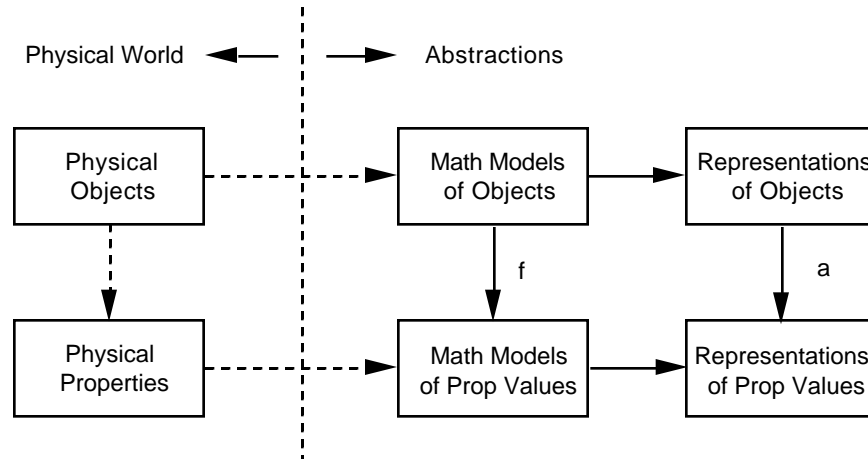 Physical World
Abstractions
Physical
Objects
Math Models
of Objects
Representations
of Objects
f
a
Physical
Properties
Math Models
of Prop Values
Representations
of Prop Values